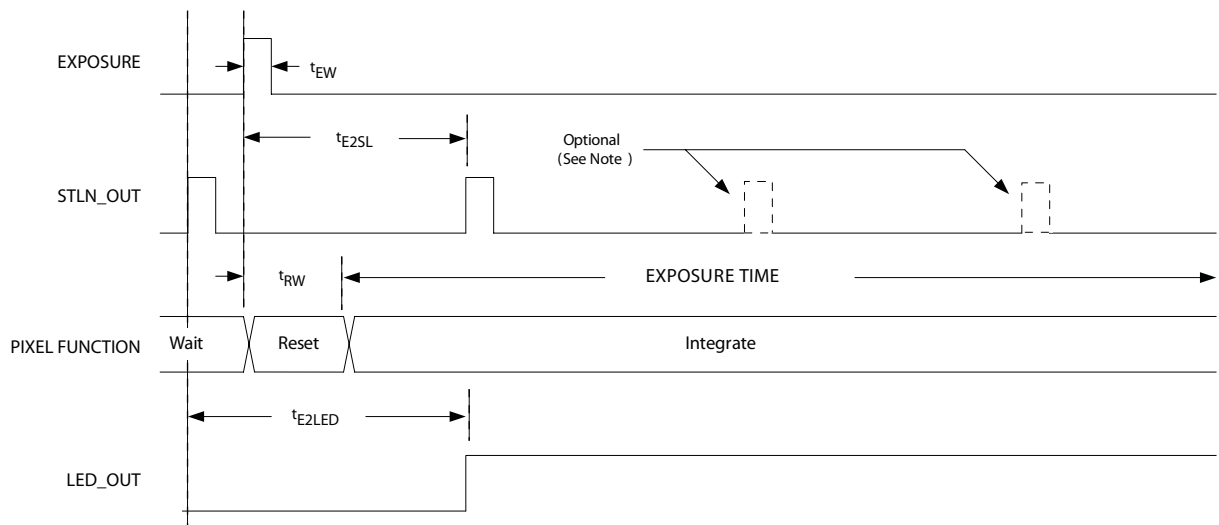 EXPOSURE
tEW
tE2SL
Optional
(See Note )
STLN_OUT
tRW
EXPOSURE TIME
PIXEL FUNCTION
Wait
Reset
Integrate
tE2LED
LED_OUT